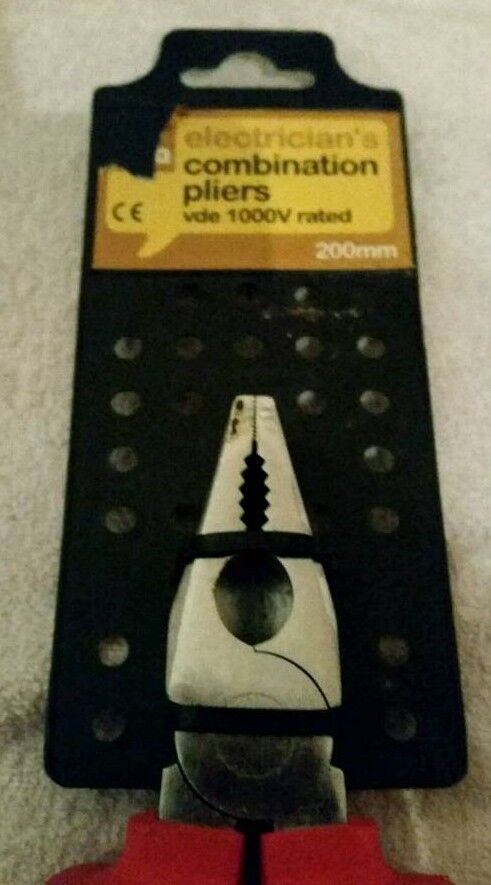 electrician's
combination
pliers
CE
vde 1000V rated
200mm